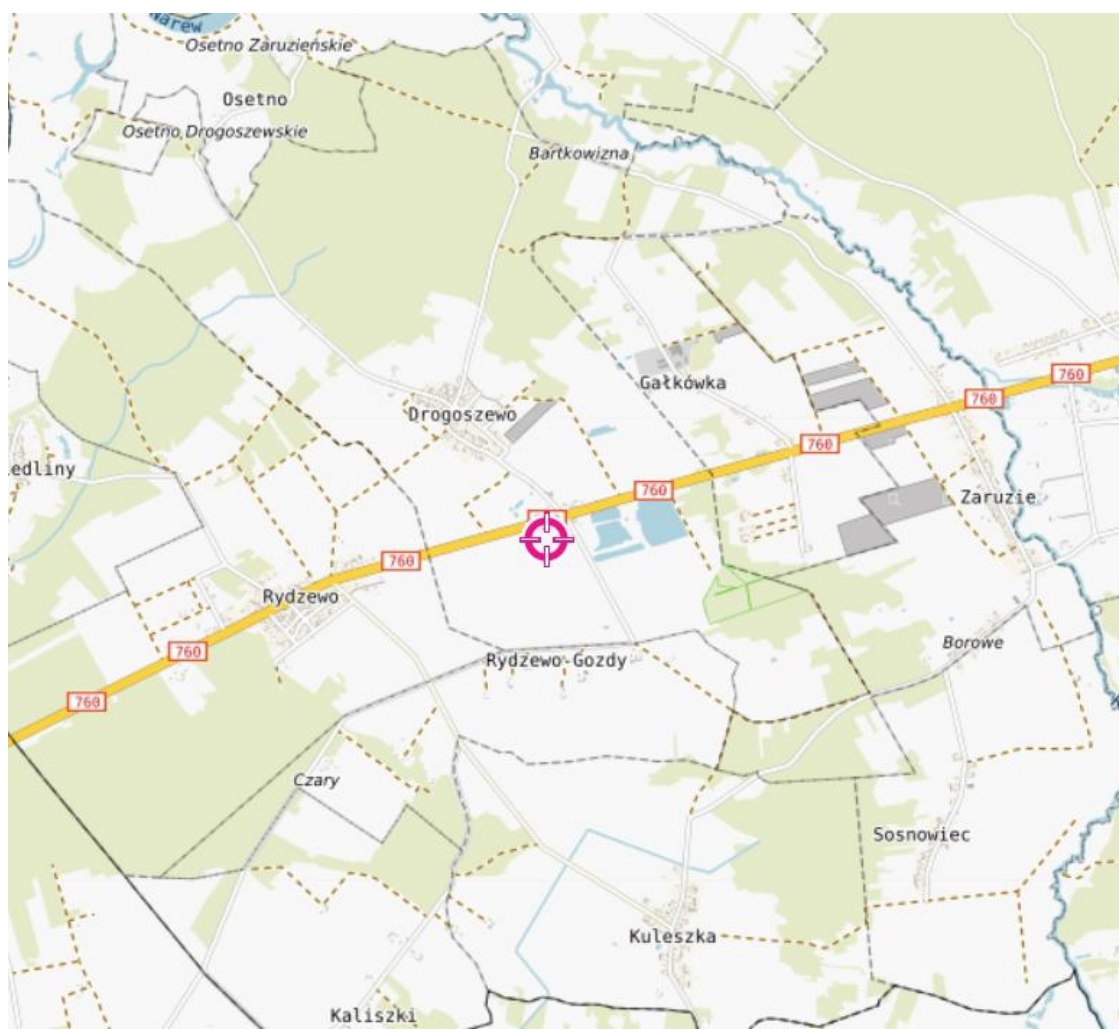 Narew
Osetno Zaruzieńskie
Osetno
Osetno Drogoszewskie
Bartkowizna
760
Gałkówka
760
Drogoszewo
760
iedliny
760
Zaruzie
760
Rydzewo
Borowe
760
Rydzewo-Gozdy
760
Czary
Sosnowiec
Kuleszka
Kaliszki